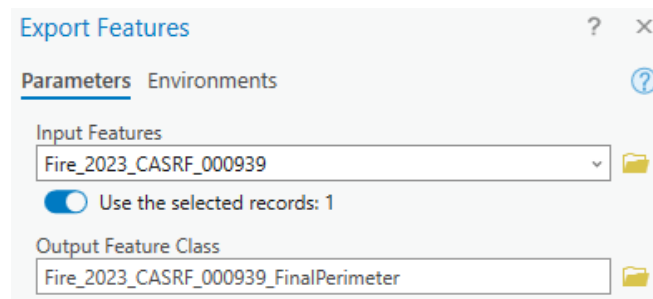 Export Features ? ×
Parameters Environments ?
Input Features
Fire_2023_CASRF_000939
Use the selected records: 1
Output Feature Class
Fire_2023_CASRF_000939_FinalPerimeter